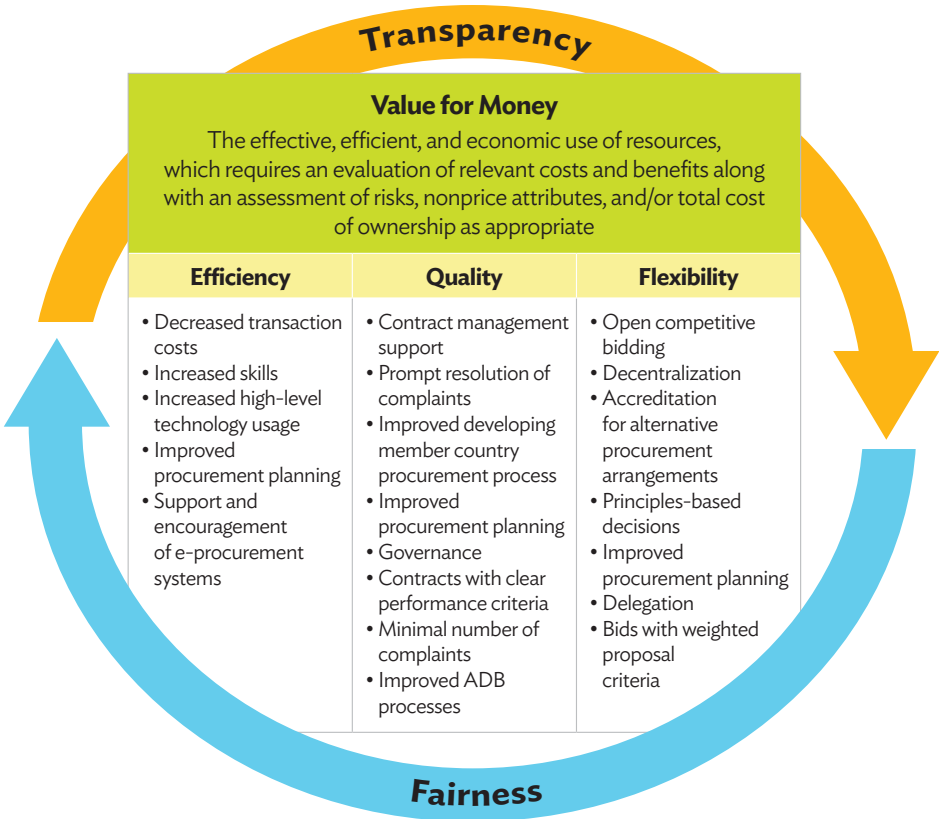 Transparency
Value for Money
The effective, efficient, and economic use of resources,
which requires an evaluation of relevant costs and benefits along
with an assessment of risks, nonprice attributes, and/or total cost
of ownership as appropriate
Efficiency
• Decreased transaction
costs
• Increased skills
• Increased high-level
technology usage
• Improved
procurement planning
• Support and
encouragement
of e-procurement
systems
Quality
• Contract management
support
• Prompt resolution of
complaints
• Improved developing
member country
procurement process
• Improved
procurement planning
• Governance
• Contracts with clear
performance criteria
• Minimal number of
complaints
• Improved ADB
processes
Flexibility
• Open competitive
bidding
• Decentralization
• Accreditation
for alternative
procurement
arrangements
• Principles-based
decisions
• Improved
procurement planning
• Delegation
• Bids with weighted
proposal
criteria
Fairness